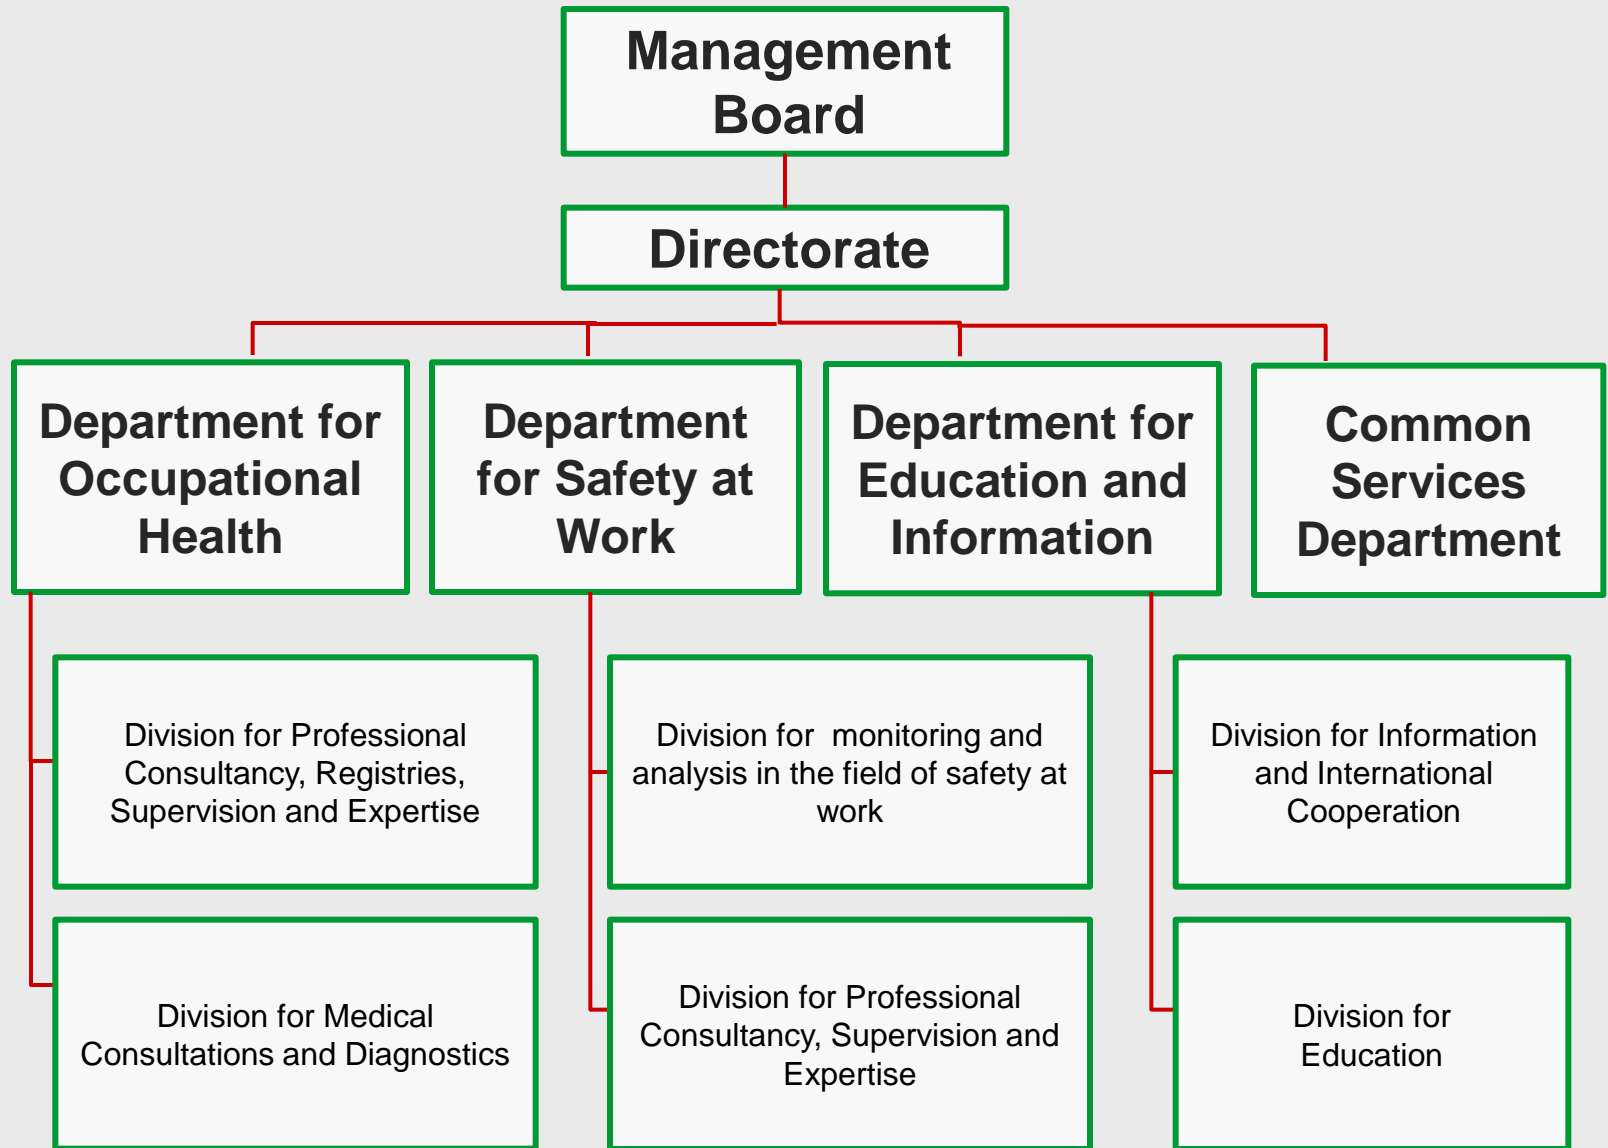 Management
Board
Directorate
Department for
Occupational
Health
Department
for Safety at
Work
Department for
Education and
Information
Common
Services
Department
Division for Professional
Consultancy, Registries,
Supervision and Expertise
Division for  monitoring and
analysis in the field of safety at
work
Division for Information
and International
Cooperation
Division for Medical
Consultations and Diagnostics
Division for Professional
Consultancy, Supervision and
Expertise
Division for
Education